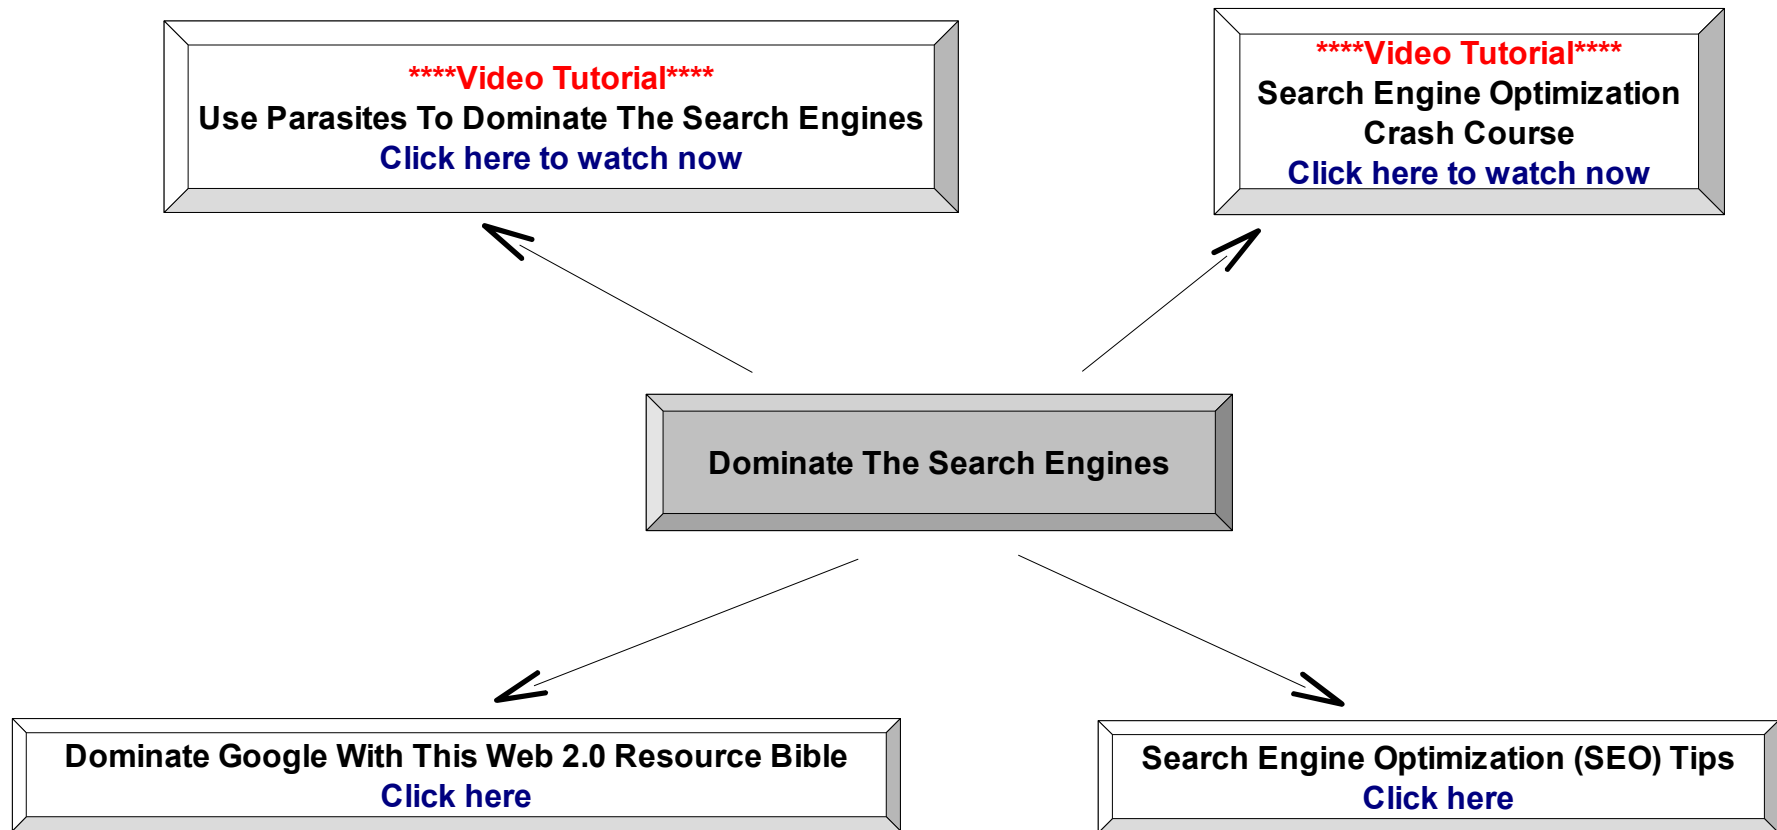 ****Video Tutorial****
Use Parasites To Dominate The Search Engines
Click here to watch now
****Video Tutorial****
Search Engine Optimization
Crash Course
Click here to watch now
Dominate The Search Engines
Dominate Google With This Web 2.0 Resource Bible
Click here
Search Engine Optimization (SEO) Tips
Click here